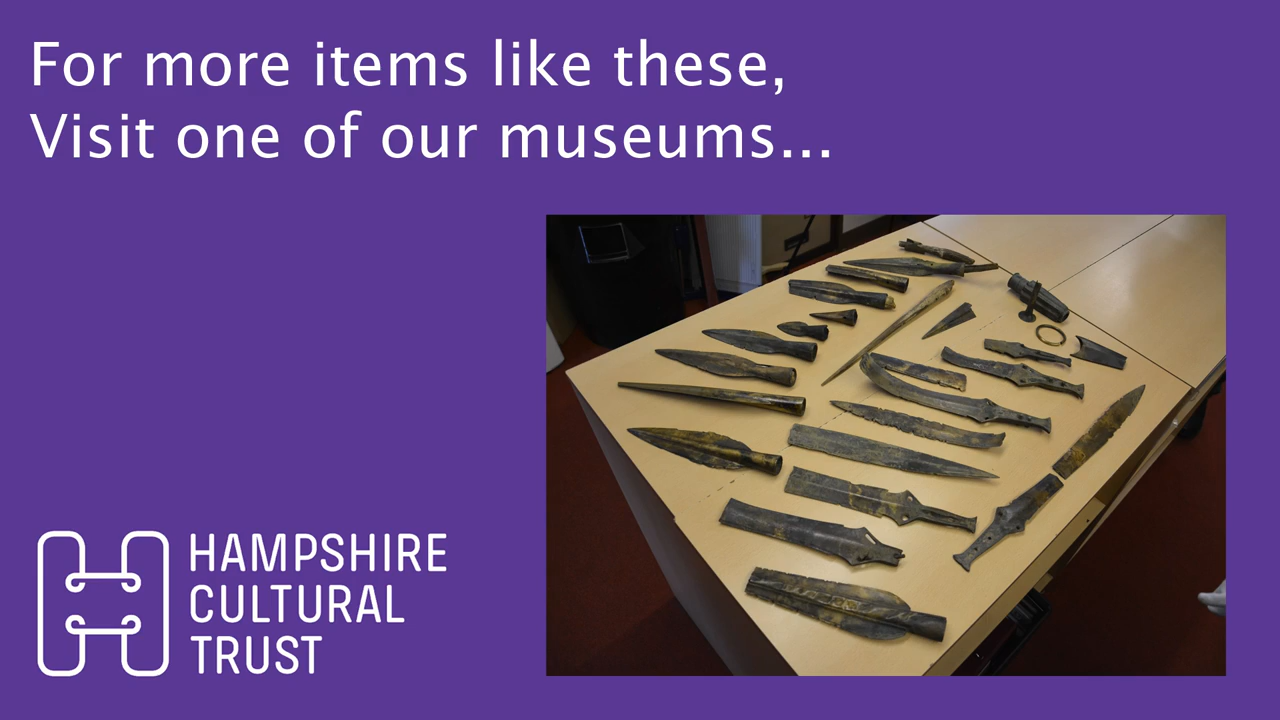 For more items like these,
Visit one of our museums...
HAMPSHIRE
CULTURAL
TRUST